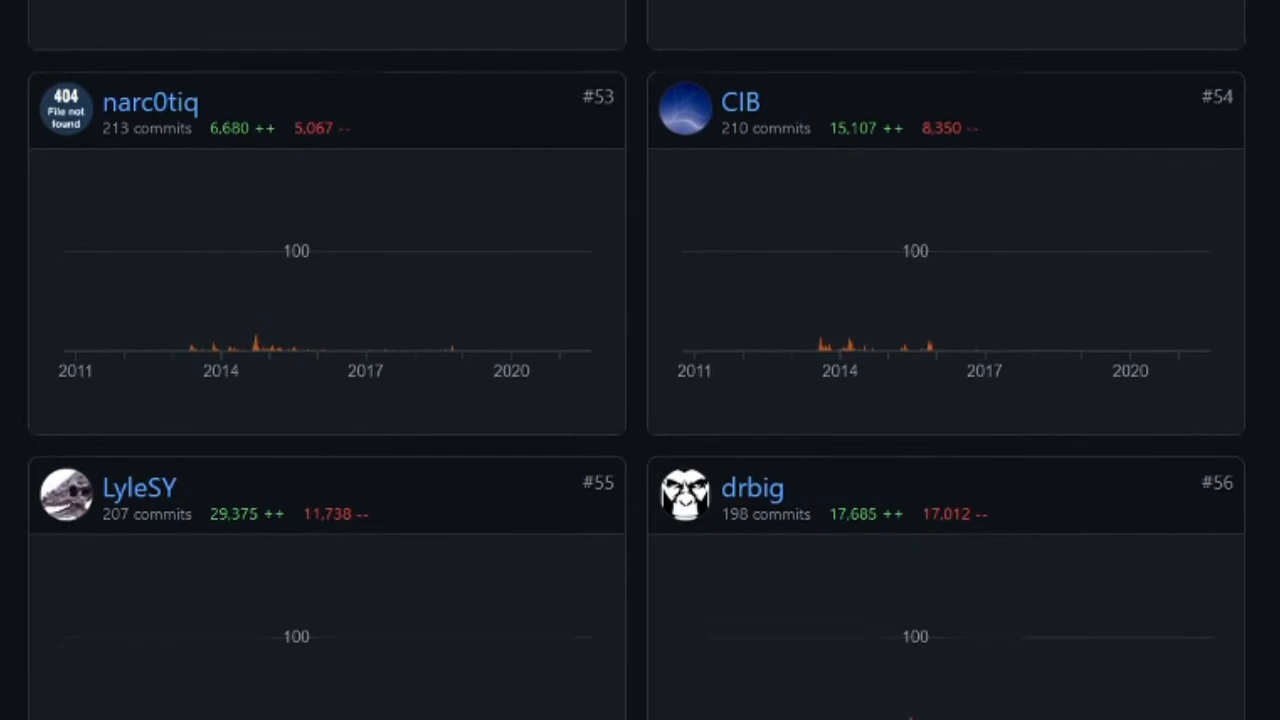 404
File not
found
narc0tiq
#53
213 commits 6,680 ++ 5,067 --
100
2011 2014 2017 2020
CIB
#54
210 commits 15,107 ++ 8,350 --
100
2011 2014 2017 2020
LyleSY
#55
207 commits 29,375 ++ 11,738 --
100
drbig
#56
198 commits 17,685 ++ 17,012 --
100